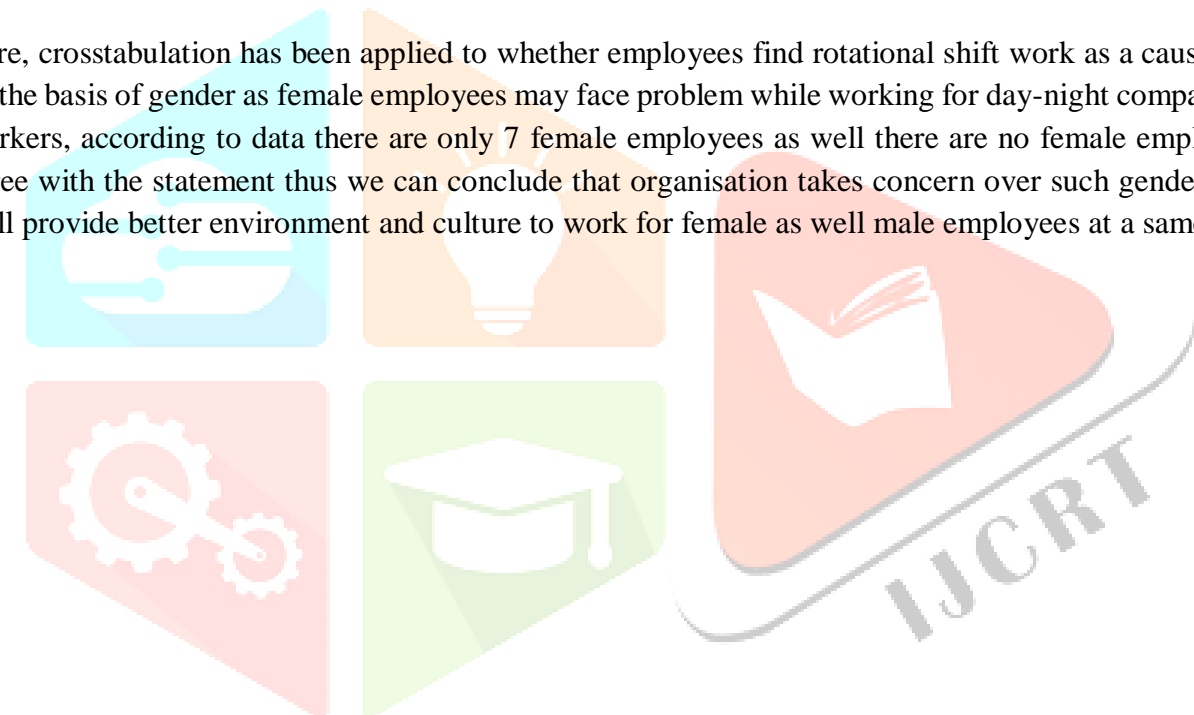 re, crosstabulation has been applied to whether employees find rotational shift work as a caus
the basis of gender as female employees may face problem while working for day-night compa
rkers, according to data there are only 7 female employees as well there are no female emp
ree with the statement thus we can conclude that organisation takes concern over such gende
ll provide better environment and culture to work for female as well male employees at a same
IJCRT